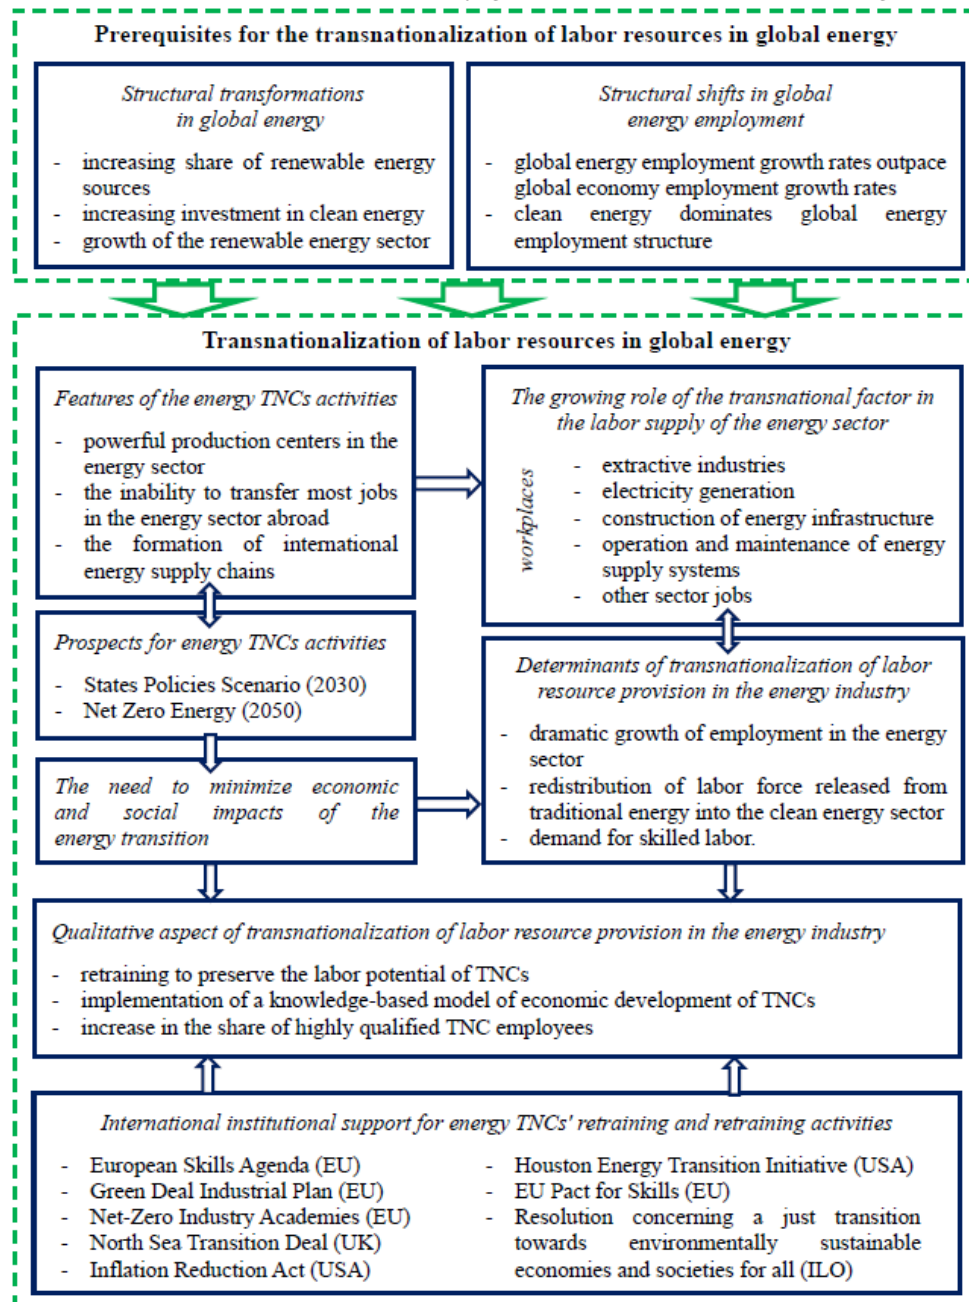 Prerequisites for the transnationalization of labor resources in global energy
Structural transformations
in global energy
- increasing share of renewable energy
sources
- increasing investment in clean energy
- growth of the renewable energy sector
Structural shifts in global
energy employment
- global energy employment growth rates outpace
global economy employment growth rates
- clean energy dominates global energy
employment structure
Transnationalization of labor resources in global energy
Features of the energy TNCs activities
- powerful production centers in the
energy sector
- the inability to transfer most jobs
in the energy sector abroad
- the formation of international
energy supply chains
The growing role of the transnational factor in
the labor supply of the energy sector
workplaces
- extractive industries
- electricity generation
- construction of energy infrastructure
- operation and maintenance of energy
supply systems
- other sector jobs
Prospects for energy TNCs activities
- States Policies Scenario (2030)
- Net Zero Energy (2050)
Determinants of transnationalization of labor
resource provision in the energy industry
- dramatic growth of employment in the energy
sector
- redistribution of labor force released from
traditional energy into the clean energy sector
- demand for skilled labor.
The need to minimize economic
and social impacts of the
energy transition
Qualitative aspect of transnationalization of labor resource provision in the energy industry
- retraining to preserve the labor potential of TNCs
- implementation of a knowledge-based model of economic development of TNCs
- increase in the share of highly qualified TNC employees
International institutional support for energy TNCs' retraining and retraining activities
- European Skills Agenda (EU)
- Green Deal Industrial Plan (EU)
- Net-Zero Industry Academies (EU)
- North Sea Transition Deal (UK)
- Inflation Reduction Act (USA)
- Houston Energy Transition Initiative (USA)
- EU Pact for Skills (EU)
- Resolution concerning a just transition
towards environmentally sustainable
economies and societies for all (ILO)